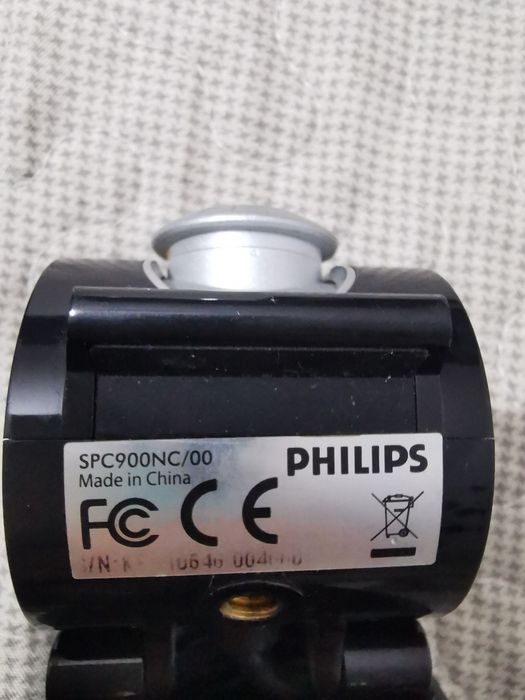 SPC900NC/00
PHILIPS
Made in China
FC CE
S/N: